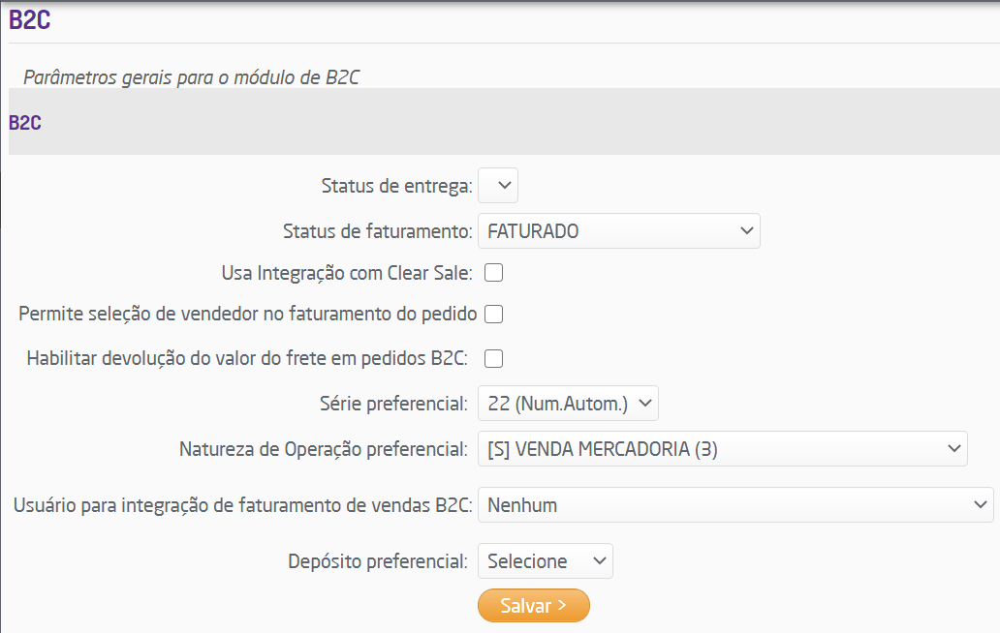 B2C
Parâmetros gerais para o módulo de B2C
B2C
Status de entrega:
Status de faturamento: FATURADO
Usa Integração com Clear Sale:
Permite seleção de vendedor no faturamento do pedido
Habilitar devolução do valor do frete em pedidos B2C:
Série preferencial: 22 (Num.Autom.)
Natureza de Operação preferencial: [S] VENDA MERCADORIA (3)
Usuário para integração de faturamento de vendas B2C: Nenhum
Depósito preferencial: Selecione
Salvar >